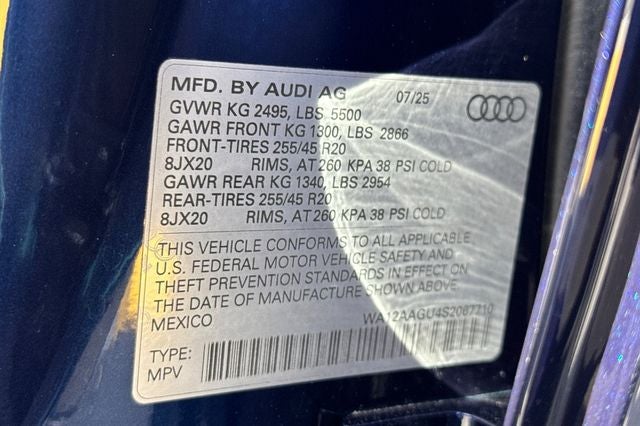 MFD. BY AUDI AG 07/25
GVWR KG 2495, LBS 5500
GAWR FRONT KG 1300, LBS 2866
FRONT-TIRES 255/45 R20
8JX20 RIMS, AT 260 KPA 38 PSI COLD
GAWR REAR KG 1340, LBS 2954
REAR-TIRES 255/45 R20
8JX20 RIMS, AT 260 KPA 38 PSI COLD
THIS VEHICLE CONFORMS TO ALL APPLICABLE
U.S. FEDERAL MOTOR VEHICLE SAFETY AND
THEFT PREVENTION STANDARDS IN EFFECT ON
THE DATE OF MANUFACTURE SHOWN ABOVE.
MEXICO WA12AAGU4S2087710
TYPE:
MPV